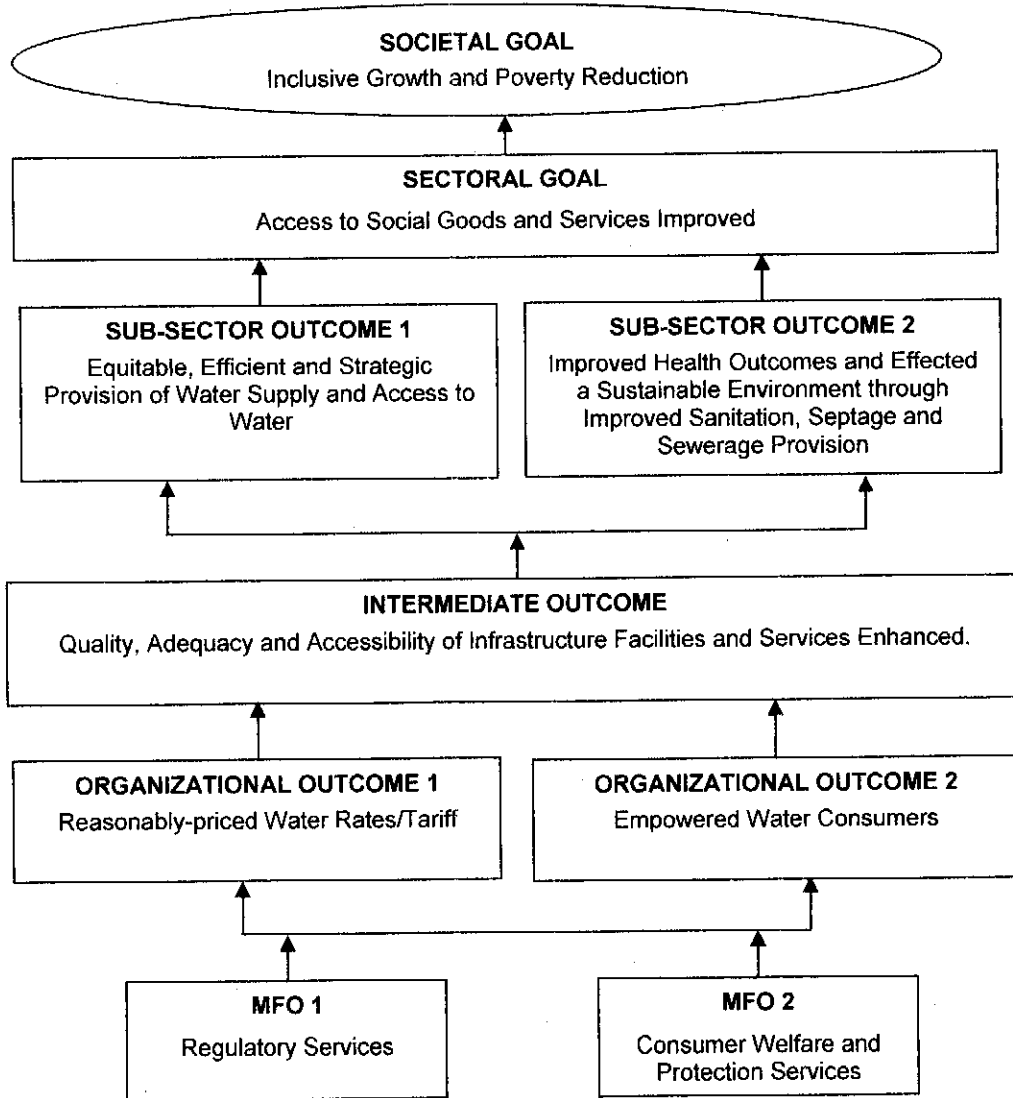 SOCIETAL GOAL
Inclusive Growth and Poverty Reduction
SECTORAL GOAL
Access to Social Goods and Services Improved
SUB-SECTOR OUTCOME 1
Equitable, Efficient and Strategic
Provision of Water Supply and Access to
Water
SUB-SECTOR OUTCOME 2
Improved Health Outcomes and Effected
a Sustainable Environment through
Improved Sanitation, Septage and
Sewerage Provision
INTERMEDIATE OUTCOME
Quality, Adequacy and Accessibility of Infrastructure Facilities and Services Enhanced.
ORGANIZATIONAL OUTCOME 1
Reasonably-priced Water Rates/Tariff
ORGANIZATIONAL OUTCOME 2
Empowered Water Consumers
MFO 1
Regulatory Services
MFO 2
Consumer Welfare and
Protection Services